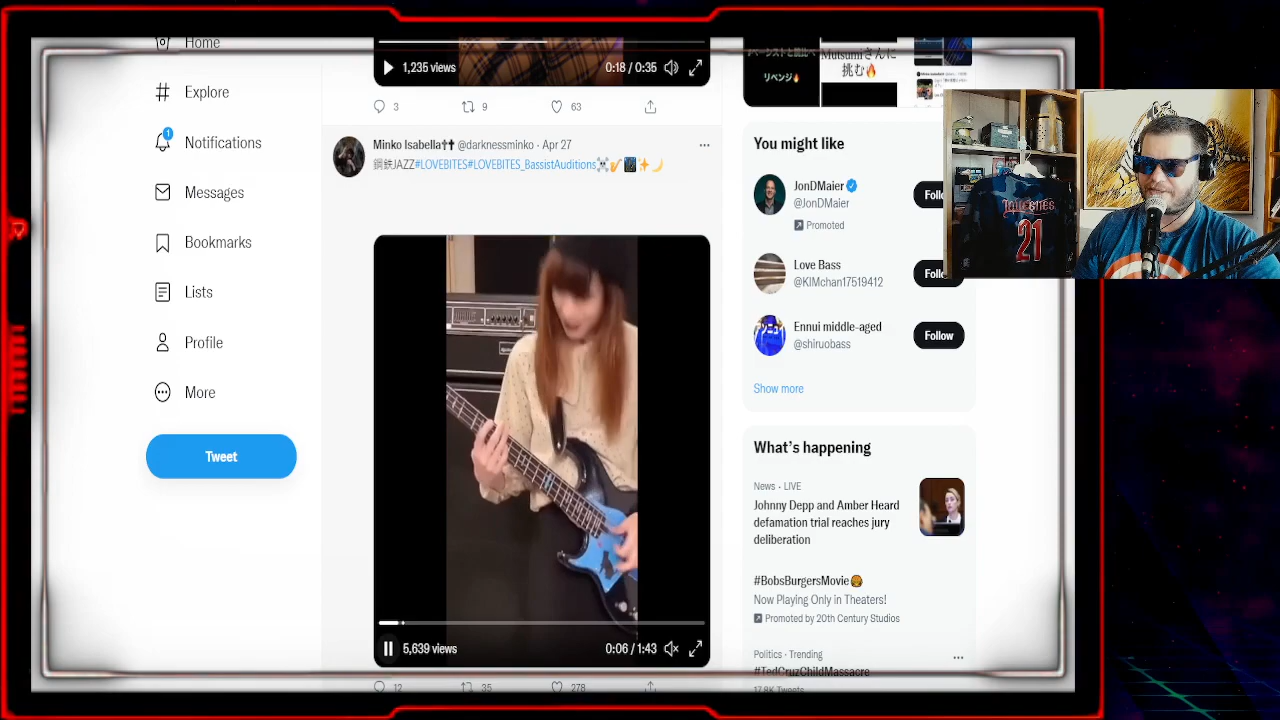 Home
Explore
1
Notifications
Messages
Bookmarks
Lists
Profile
More
Tweet
1,235 views
0:18 / 0:35
3
9
63
Minko Isabella✝✝ @darknessminko · Apr 27
鋼鉄JAZZ#LOVEBITES#LOVEBITES_BassistAuditions☠️🎷🌃✨🌙
5,639 views
0:06 / 1:43
12
35
278
リベンジ🔥
Mutsumiさんに
挑む🔥
You might like
JonDMaier
@JonDMaier
Promoted
Love Bass
@KIMchan17519412
Ennui middle-aged
@shiruobass
Follow
Show more
What's happening
News · LIVE
Johnny Depp and Amber Heard
defamation trial reaches jury
deliberation
#BobsBurgersMovie
Now Playing Only in Theaters!
Promoted by 20th Century Studios
Politics · Trending
#TedCruzChildMassacre
17.8K Tweets
LOVEBITES
21